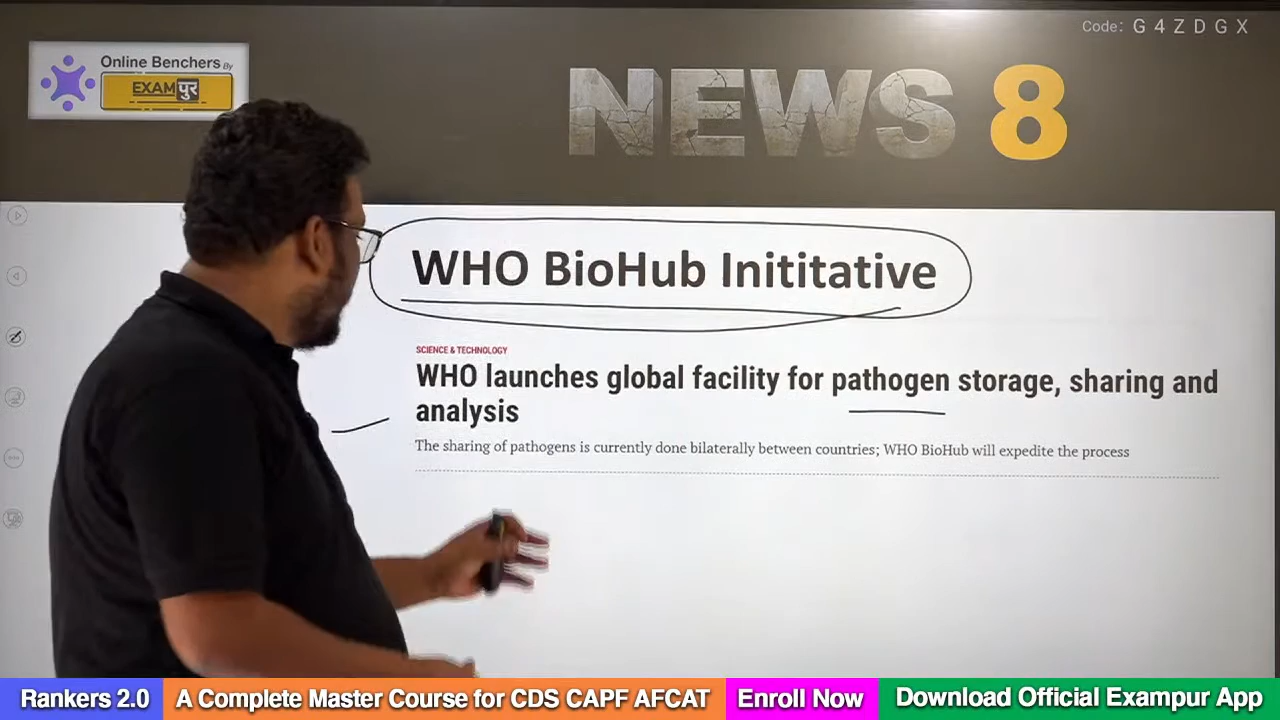 Code: G4ZDGX
Online Benchers By
EXAMपुर
NEWS 8
WHO BioHub Inititative
SCIENCE & TECHNOLOGY
WHO launches global facility for pathogen storage, sharing and
analysis
The sharing of pathogens is currently done bilaterally between countries; WHO BioHub will expedite the process
Rankers 2.0 A Complete Master Course for CDS CAPF AFCAT Enroll Now Download Official Exampur App